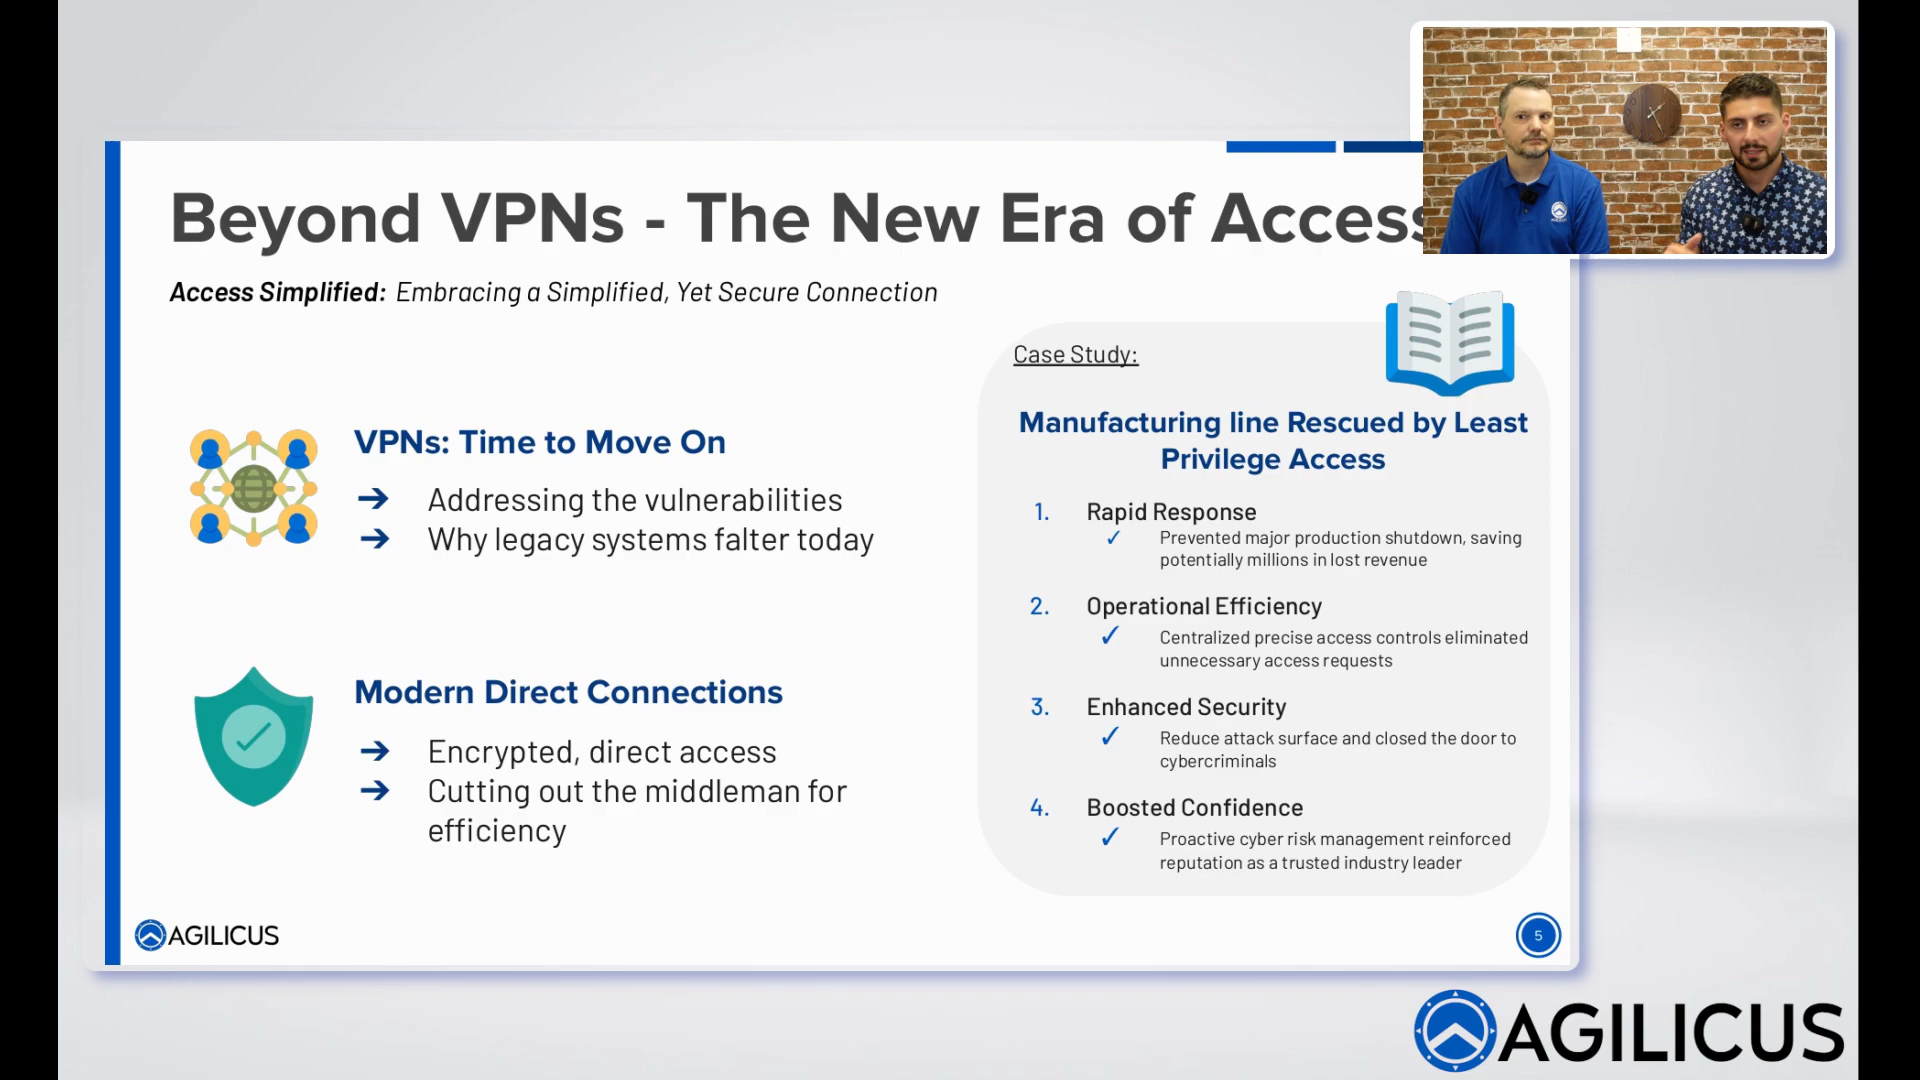 Beyond VPNs - The New Era of Access
Access Simplified: Embracing a Simplified, Yet Secure Connection
VPNs: Time to Move On
➔ Addressing the vulnerabilities
➔ Why legacy systems falter today
Modern Direct Connections
➔ Encrypted, direct access
➔ Cutting out the middleman for
efficiency
Case Study:
Manufacturing line Rescued by Least
Privilege Access
1. Rapid Response
✓ Prevented major production shutdown, saving
potentially millions in lost revenue
2. Operational Efficiency
✓ Centralized precise access controls eliminated
unnecessary access requests
3. Enhanced Security
✓ Reduce attack surface and closed the door to
cybercriminals
4. Boosted Confidence
✓ Proactive cyber risk management reinforced
reputation as a trusted industry leader
AGILICUS
5
AGILICUS